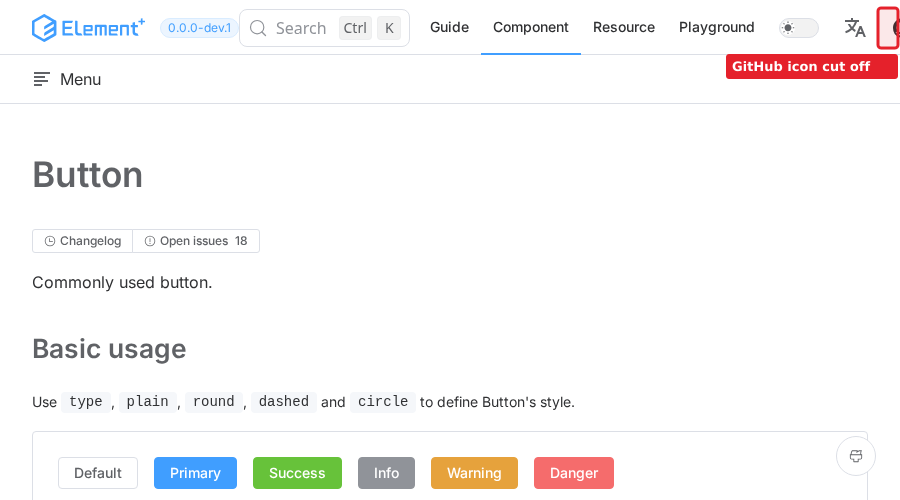 Element+ 0.0.0-dev.1 Search Ctrl K Guide Component Resource Playground
GitHub icon cut off
Menu
Button
Changelog Open issues 18
Commonly used button.
Basic usage
Use type, plain, round, dashed and circle to define Button's style.
Default Primary Success Info Warning Danger